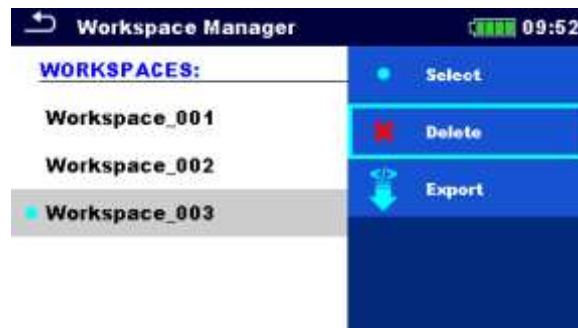 Workspace Manager
09:52
WORKSPACES:
Workspace_001
Workspace_002
Workspace_003
Select
Delete
</>
Export